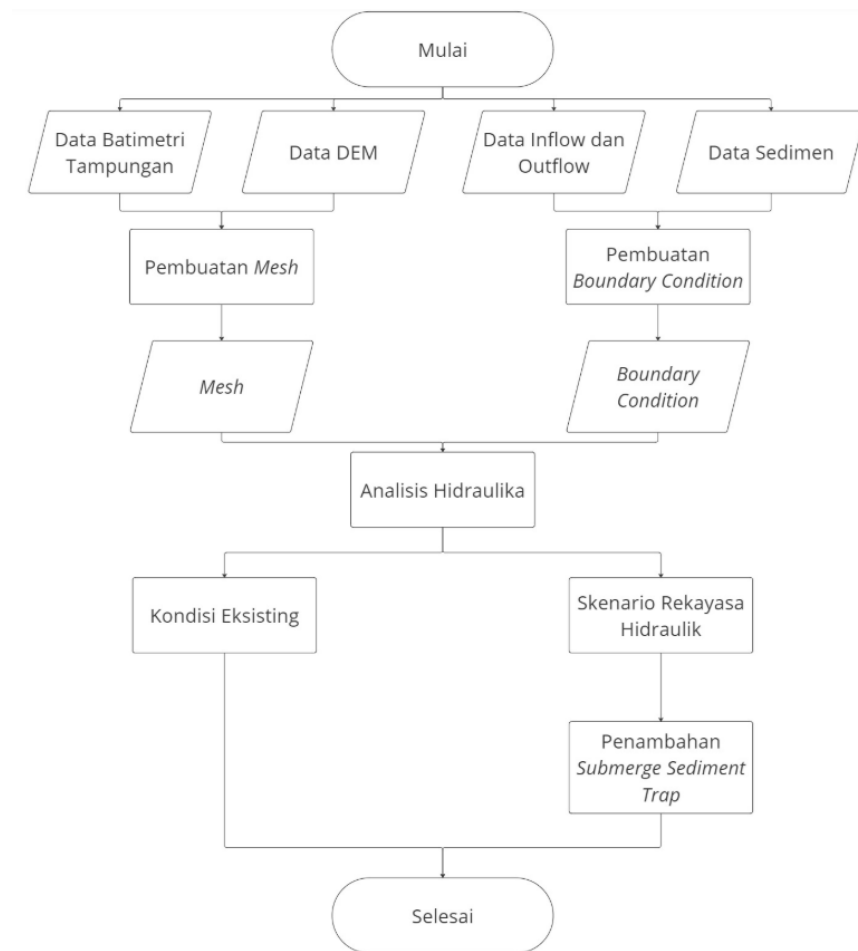 Mulai
Data Batimetri
Tampungan
Data DEM
Data Inflow dan
Outflow
Data Sedimen
Pembuatan Mesh
Pembuatan
Boundary Condition
Mesh
Boundary
Condition
Analisis Hidraulika
Kondisi Eksisting
Skenario Rekayasa
Hidraulik
Penambahan
Submerge Sediment
Trap
Selesai